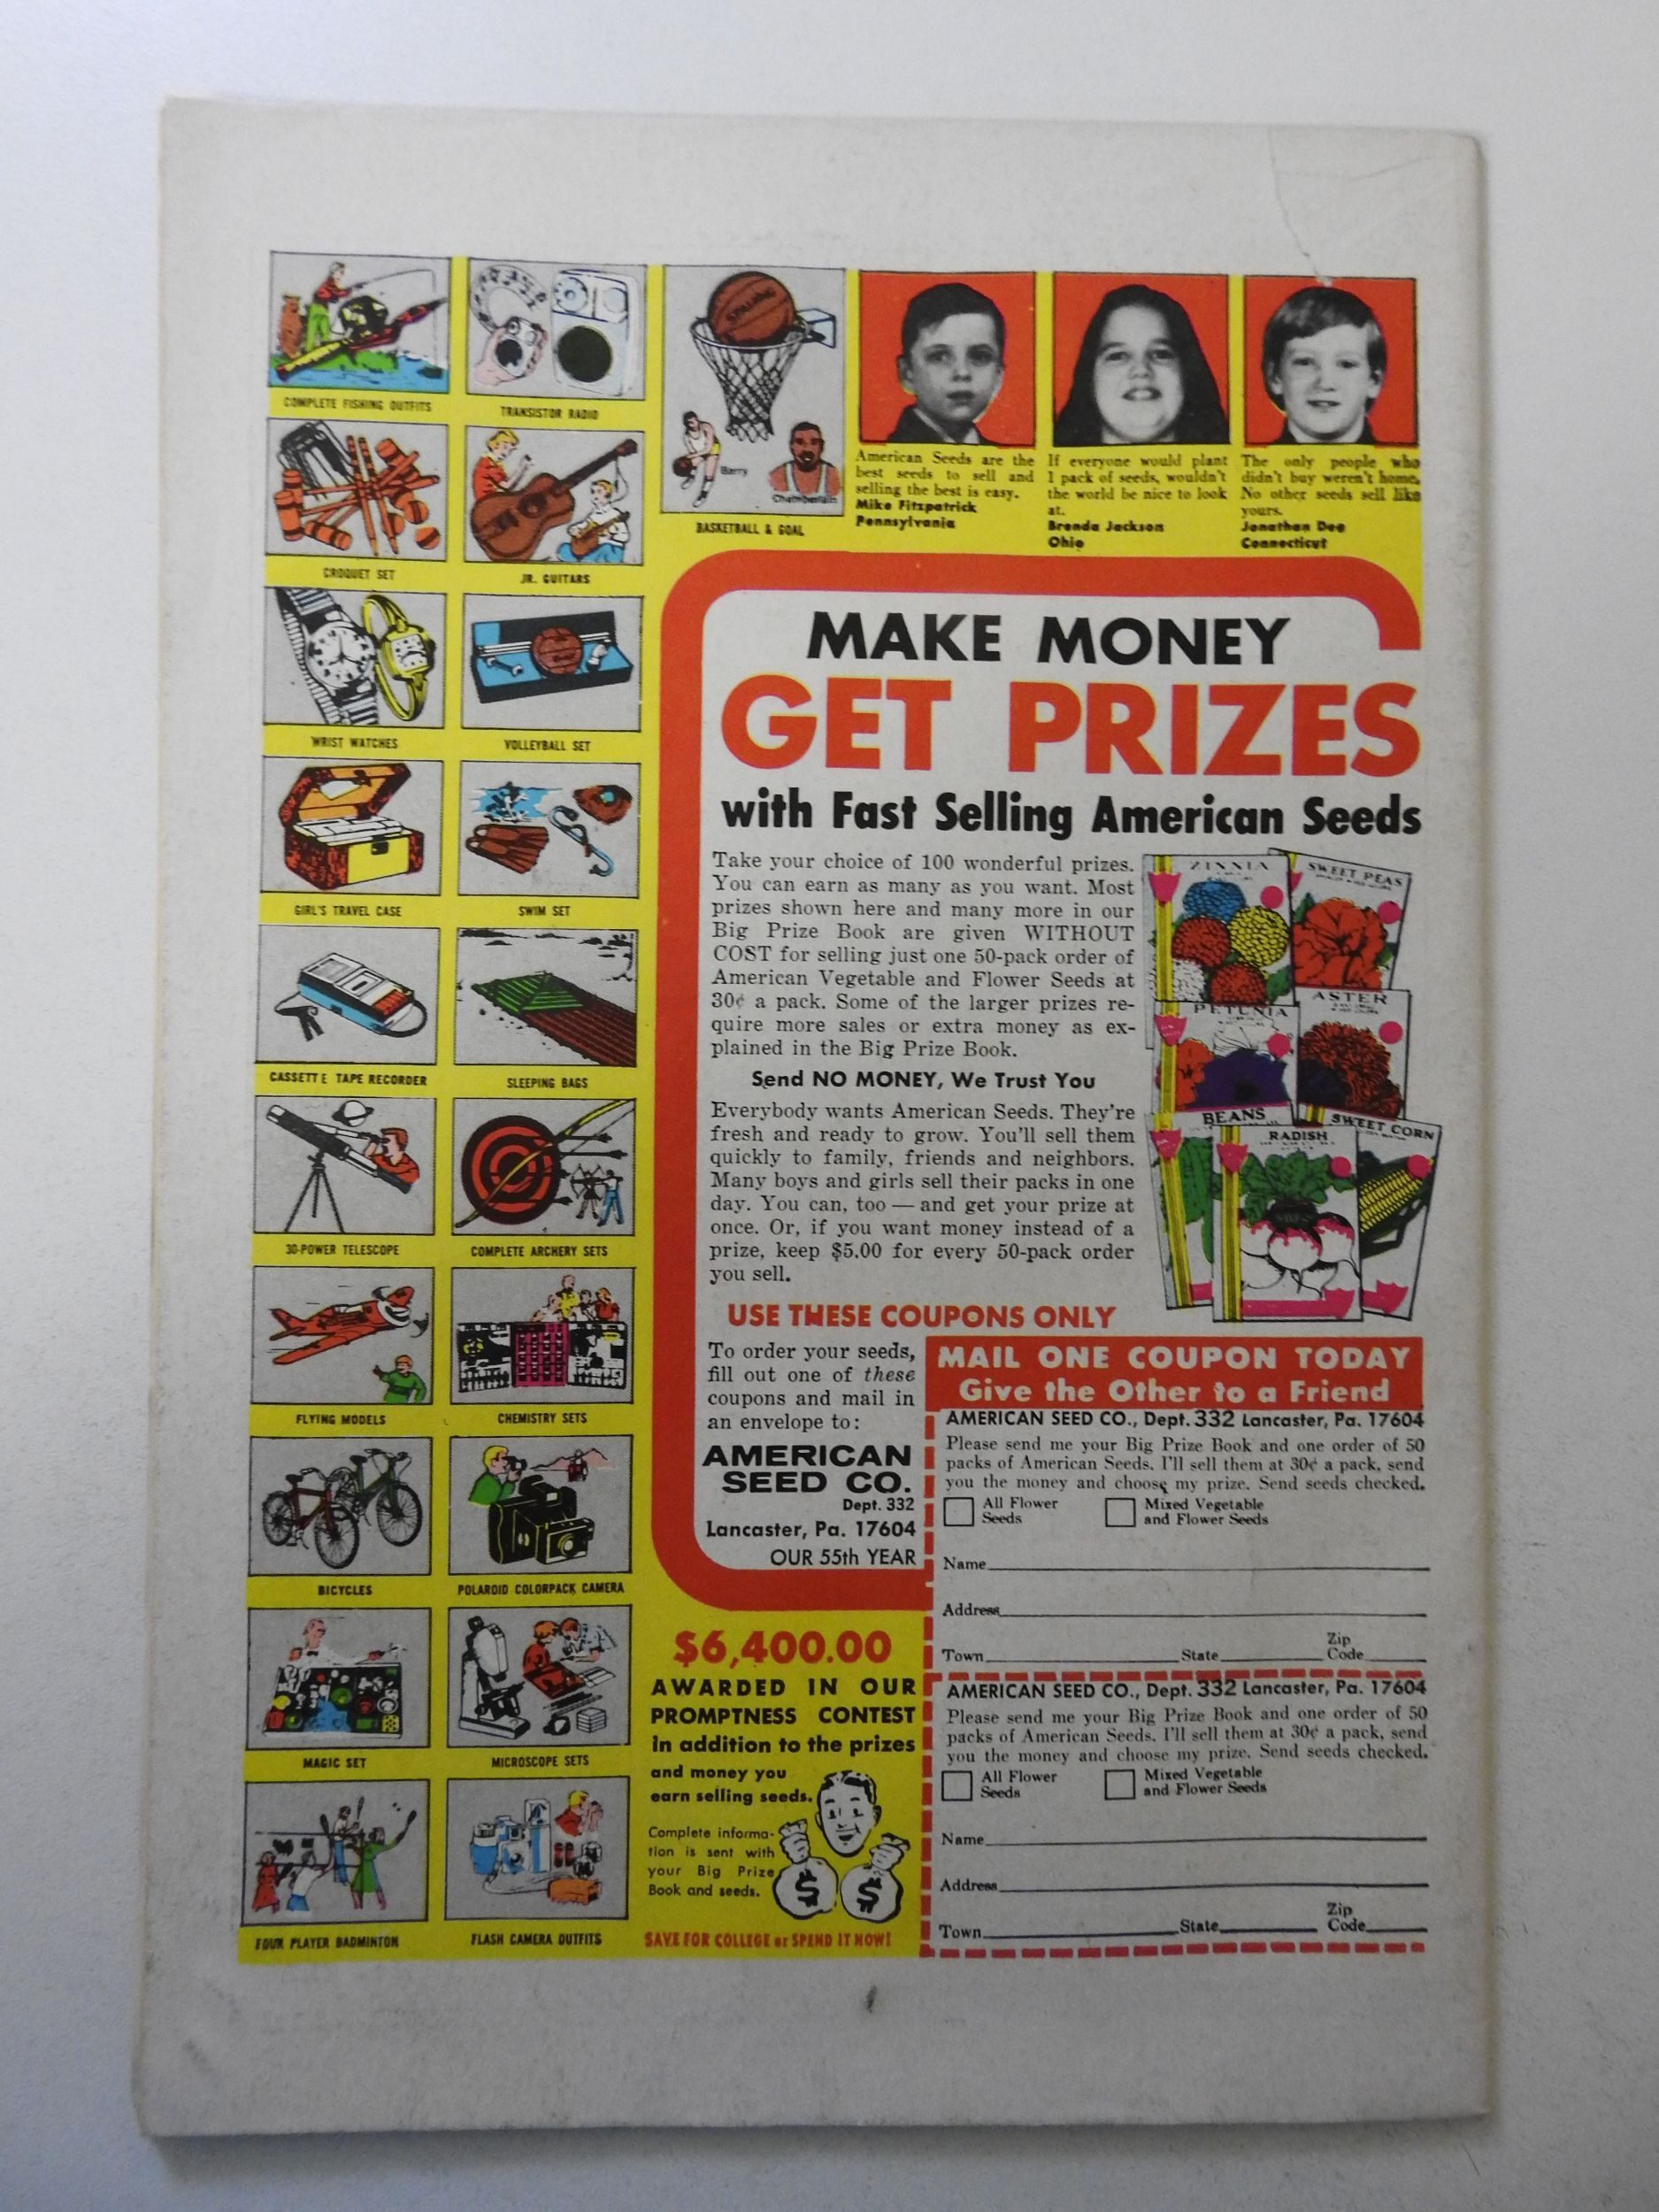 COMPLETE FISHING OUTFITS
TRANSISTOR RADIO
SPALDING
Barry
Chamberlain
BASKETBALL & GOAL
CROQUET SET
JR. GUITARS
WRIST WATCHES
VOLLEYBALL SET
GIRL'S TRAVEL CASE
SWIM SET
CASSETTE TAPE RECORDER
SLEEPING BAGS
30-POWER TELESCOPE
COMPLETE ARCHERY SETS
FLYING MODELS
CHEMISTRY SETS
BICYCLES
POLAROID COLORPACK CAMERA
MAGIC SET
MICROSCOPE SETS
FOUR PLAYER BADMINTON
FLASH CAMERA OUTFITS
American Seeds are the
best seeds to sell and
selling the best is easy.
Mike Fitzpatrick
Pennsylvania
If everyone would plant
1 pack of seeds, wouldn't
the world be nice to look
at.
Brenda Jackson
Ohio
The only people who
didn't buy weren't home.
No other seeds sell like
yours.
Jonathan Dee
Connecticut
MAKE MONEY
GET PRIZES
with Fast Selling American Seeds
Take your choice of 100 wonderful prizes.
You can earn as many as you want. Most
prizes shown here and many more in our
Big Prize Book are given WITHOUT
COST for selling just one 50-pack order of
American Vegetable and Flower Seeds at
30¢ a pack. Some of the larger prizes re-
quire more sales or extra money as ex-
plained in the Big Prize Book.
Send NO MONEY, We Trust You
Everybody wants American Seeds. They're
fresh and ready to grow. You'll sell them
quickly to family, friends and neighbors.
Many boys and girls sell their packs in one
day. You can, too — and get your prize at
once. Or, if you want money instead of a
prize, keep $5.00 for every 50-pack order
you sell.
ZINNIA
SWEET PEAS
PETUNIA
ASTER
BEANS
RADISH
SWEET CORN
USE THESE COUPONS ONLY
To order your seeds,
fill out one of these
coupons and mail in
an envelope to:
AMERICAN
SEED CO.
Dept. 332
Lancaster, Pa. 17604
OUR 55th YEAR
$6,400.00
AWARDED IN OUR
PROMPTNESS CONTEST
in addition to the prizes
and money you
earn selling seeds.
Complete informa-
tion is sent with
your Big Prize
Book and seeds.
$ $
SAVE FOR COLLEGE or SPEND IT NOW!
MAIL ONE COUPON TODAY
Give the Other to a Friend
AMERICAN SEED CO., Dept. 332 Lancaster, Pa. 17604
Please send me your Big Prize Book and one order of 50
packs of American Seeds. I'll sell them at 30¢ a pack, send
you the money and choose my prize. Send seeds checked.
All Flower Seeds
Mixed Vegetable and Flower Seeds
Name
Address
Town State Zip Code
AMERICAN SEED CO., Dept. 332 Lancaster, Pa. 17604
Please send me your Big Prize Book and one order of 50
packs of American Seeds. I'll sell them at 30¢ a pack, send
you the money and choose my prize. Send seeds checked.
All Flower Seeds
Mixed Vegetable and Flower Seeds
Name
Address
Town State Zip Code